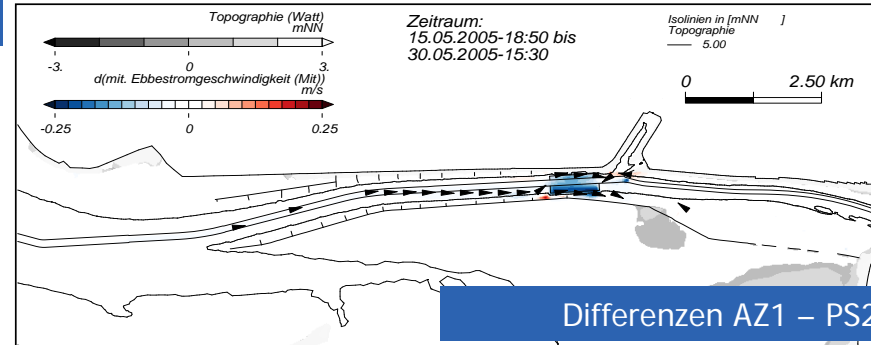 Topographie (Watt)
mNN
-3.
0
3.
d(mit. Ebbestromgeschwindigkeit (Mit))
m/s
-0.25
0
0.25
Zeitraum:
15.05.2005-18:50 bis
30.05.2005-15:30
Isolinien in [mNN ]
Topographie
5.00
0
2.50 km
Differenzen AZ1 – PS2